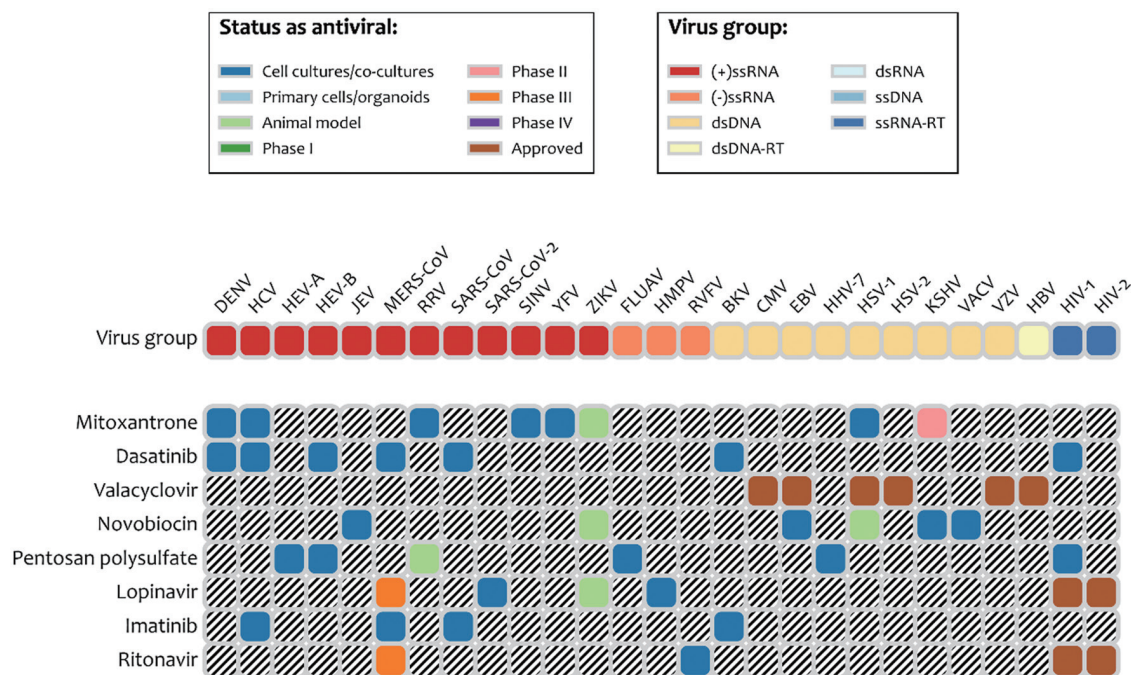 Status as antiviral:
Cell cultures/co-cultures
Primary cells/organoids
Animal model
Phase I
Phase II
Phase III
Phase IV
Approved
Virus group:
(+)ssRNA
(-)ssRNA
dsDNA
dsDNA-RT
dsRNA
ssDNA
ssRNA-RT
DENV
HCV
HEV-A
HEV-B
JEV
MERS-CoV
RRV
SARS-CoV
SARS-CoV-2
SINV
YFV
ZIKV
FLUAV
HMPV
RVFV
BKV
CMV
EBV
HHV-7
HSV-1
HSV-2
KSHV
VACV
VZV
HBV
HIV-1
HIV-2
Virus group
Mitoxantrone
Dasatinib
Valacyclovir
Novobiocin
Pentosan polysulfate
Lopinavir
Imatinib
Ritonavir